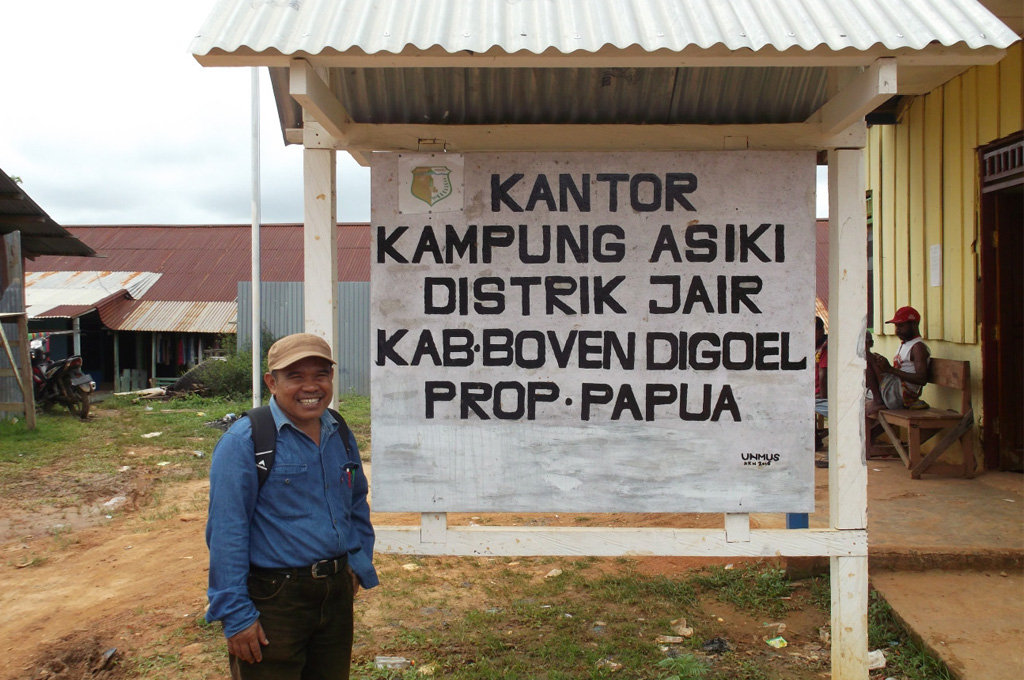 KANTOR
KAMPUNG ASIKI
DISTRIK JAIR
KAB·BOVEN DIGOEL
PROP·PAPUA
UNMUS